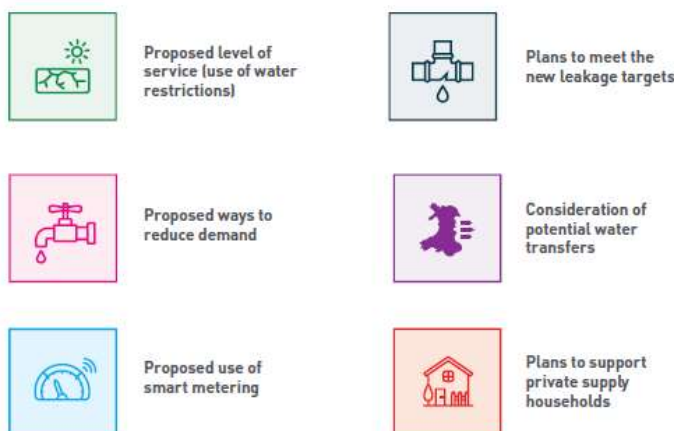 Proposed level of
service (use of water
restrictions)
Plans to meet the
new leakage targets
Proposed ways to
reduce demand
Consideration of
potential water
transfers
Proposed use of
smart metering
Plans to support
private supply
households